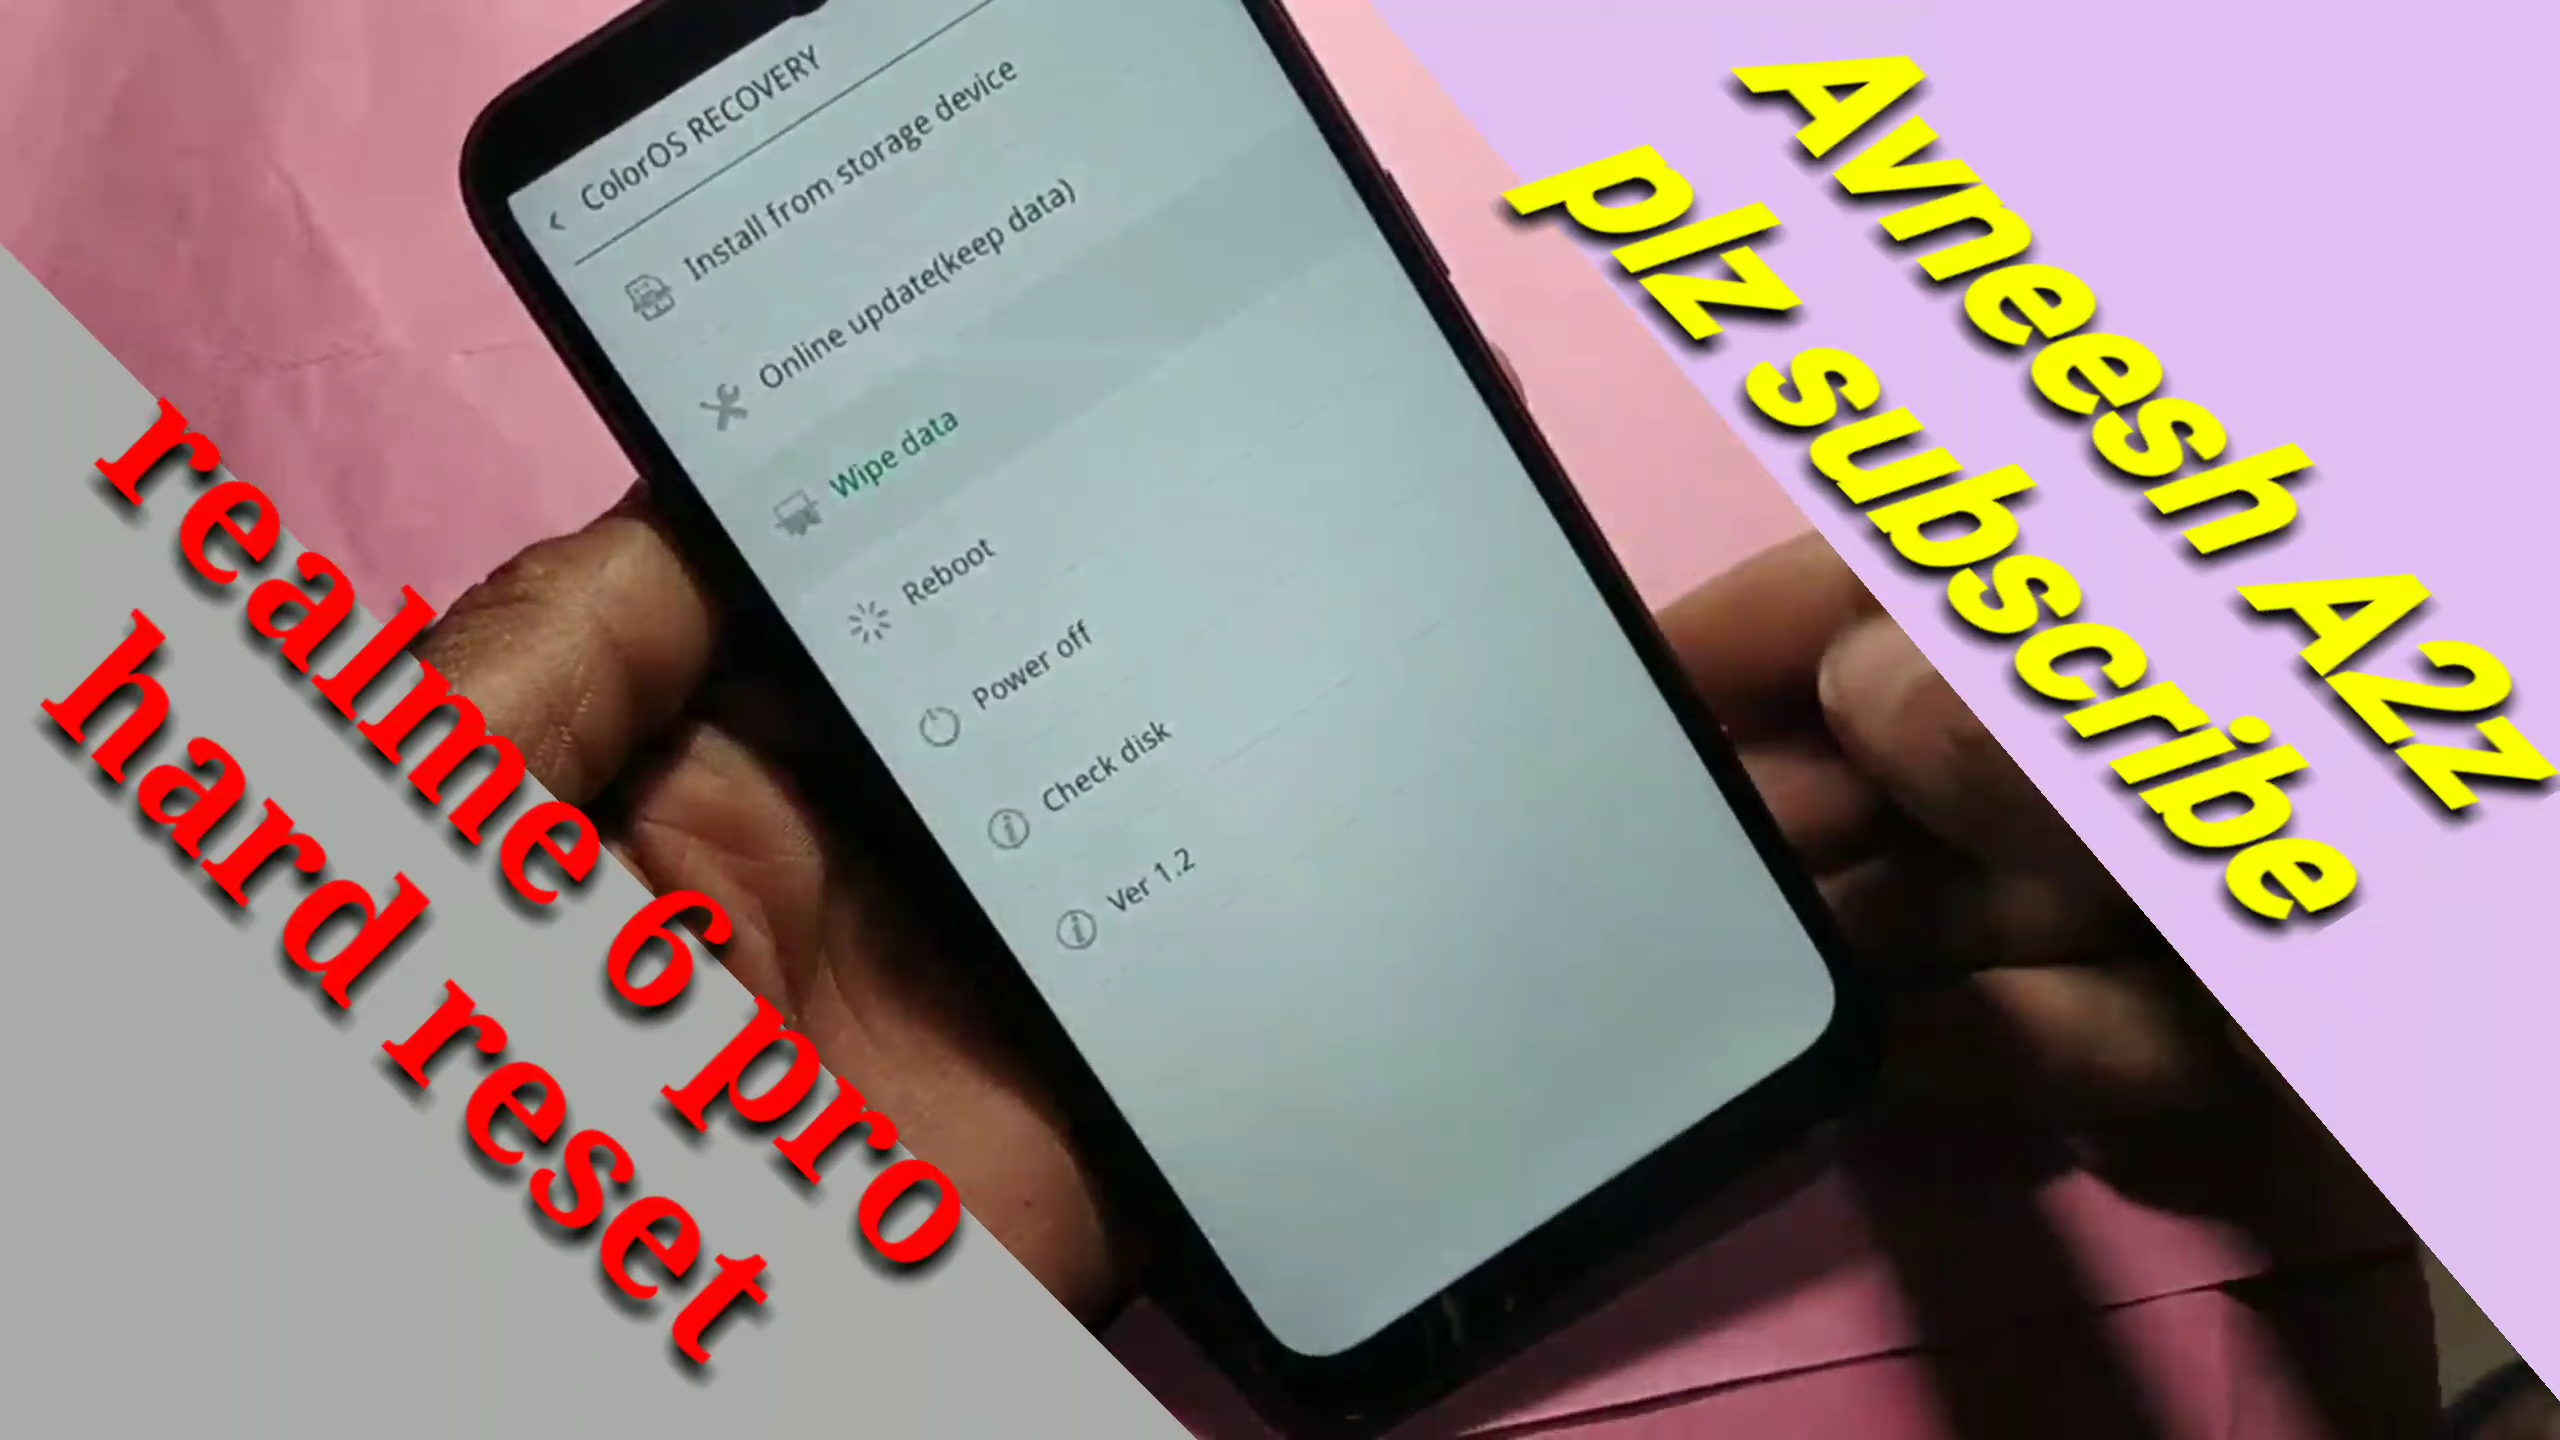 ColorOS RECOVERY
Install from storage device
Online update(keep data)
Wipe data
Reboot
Power off
Check disk
Ver 1.2
realme 6 pro
hard reset
Avneesh A2z
plz subscribe